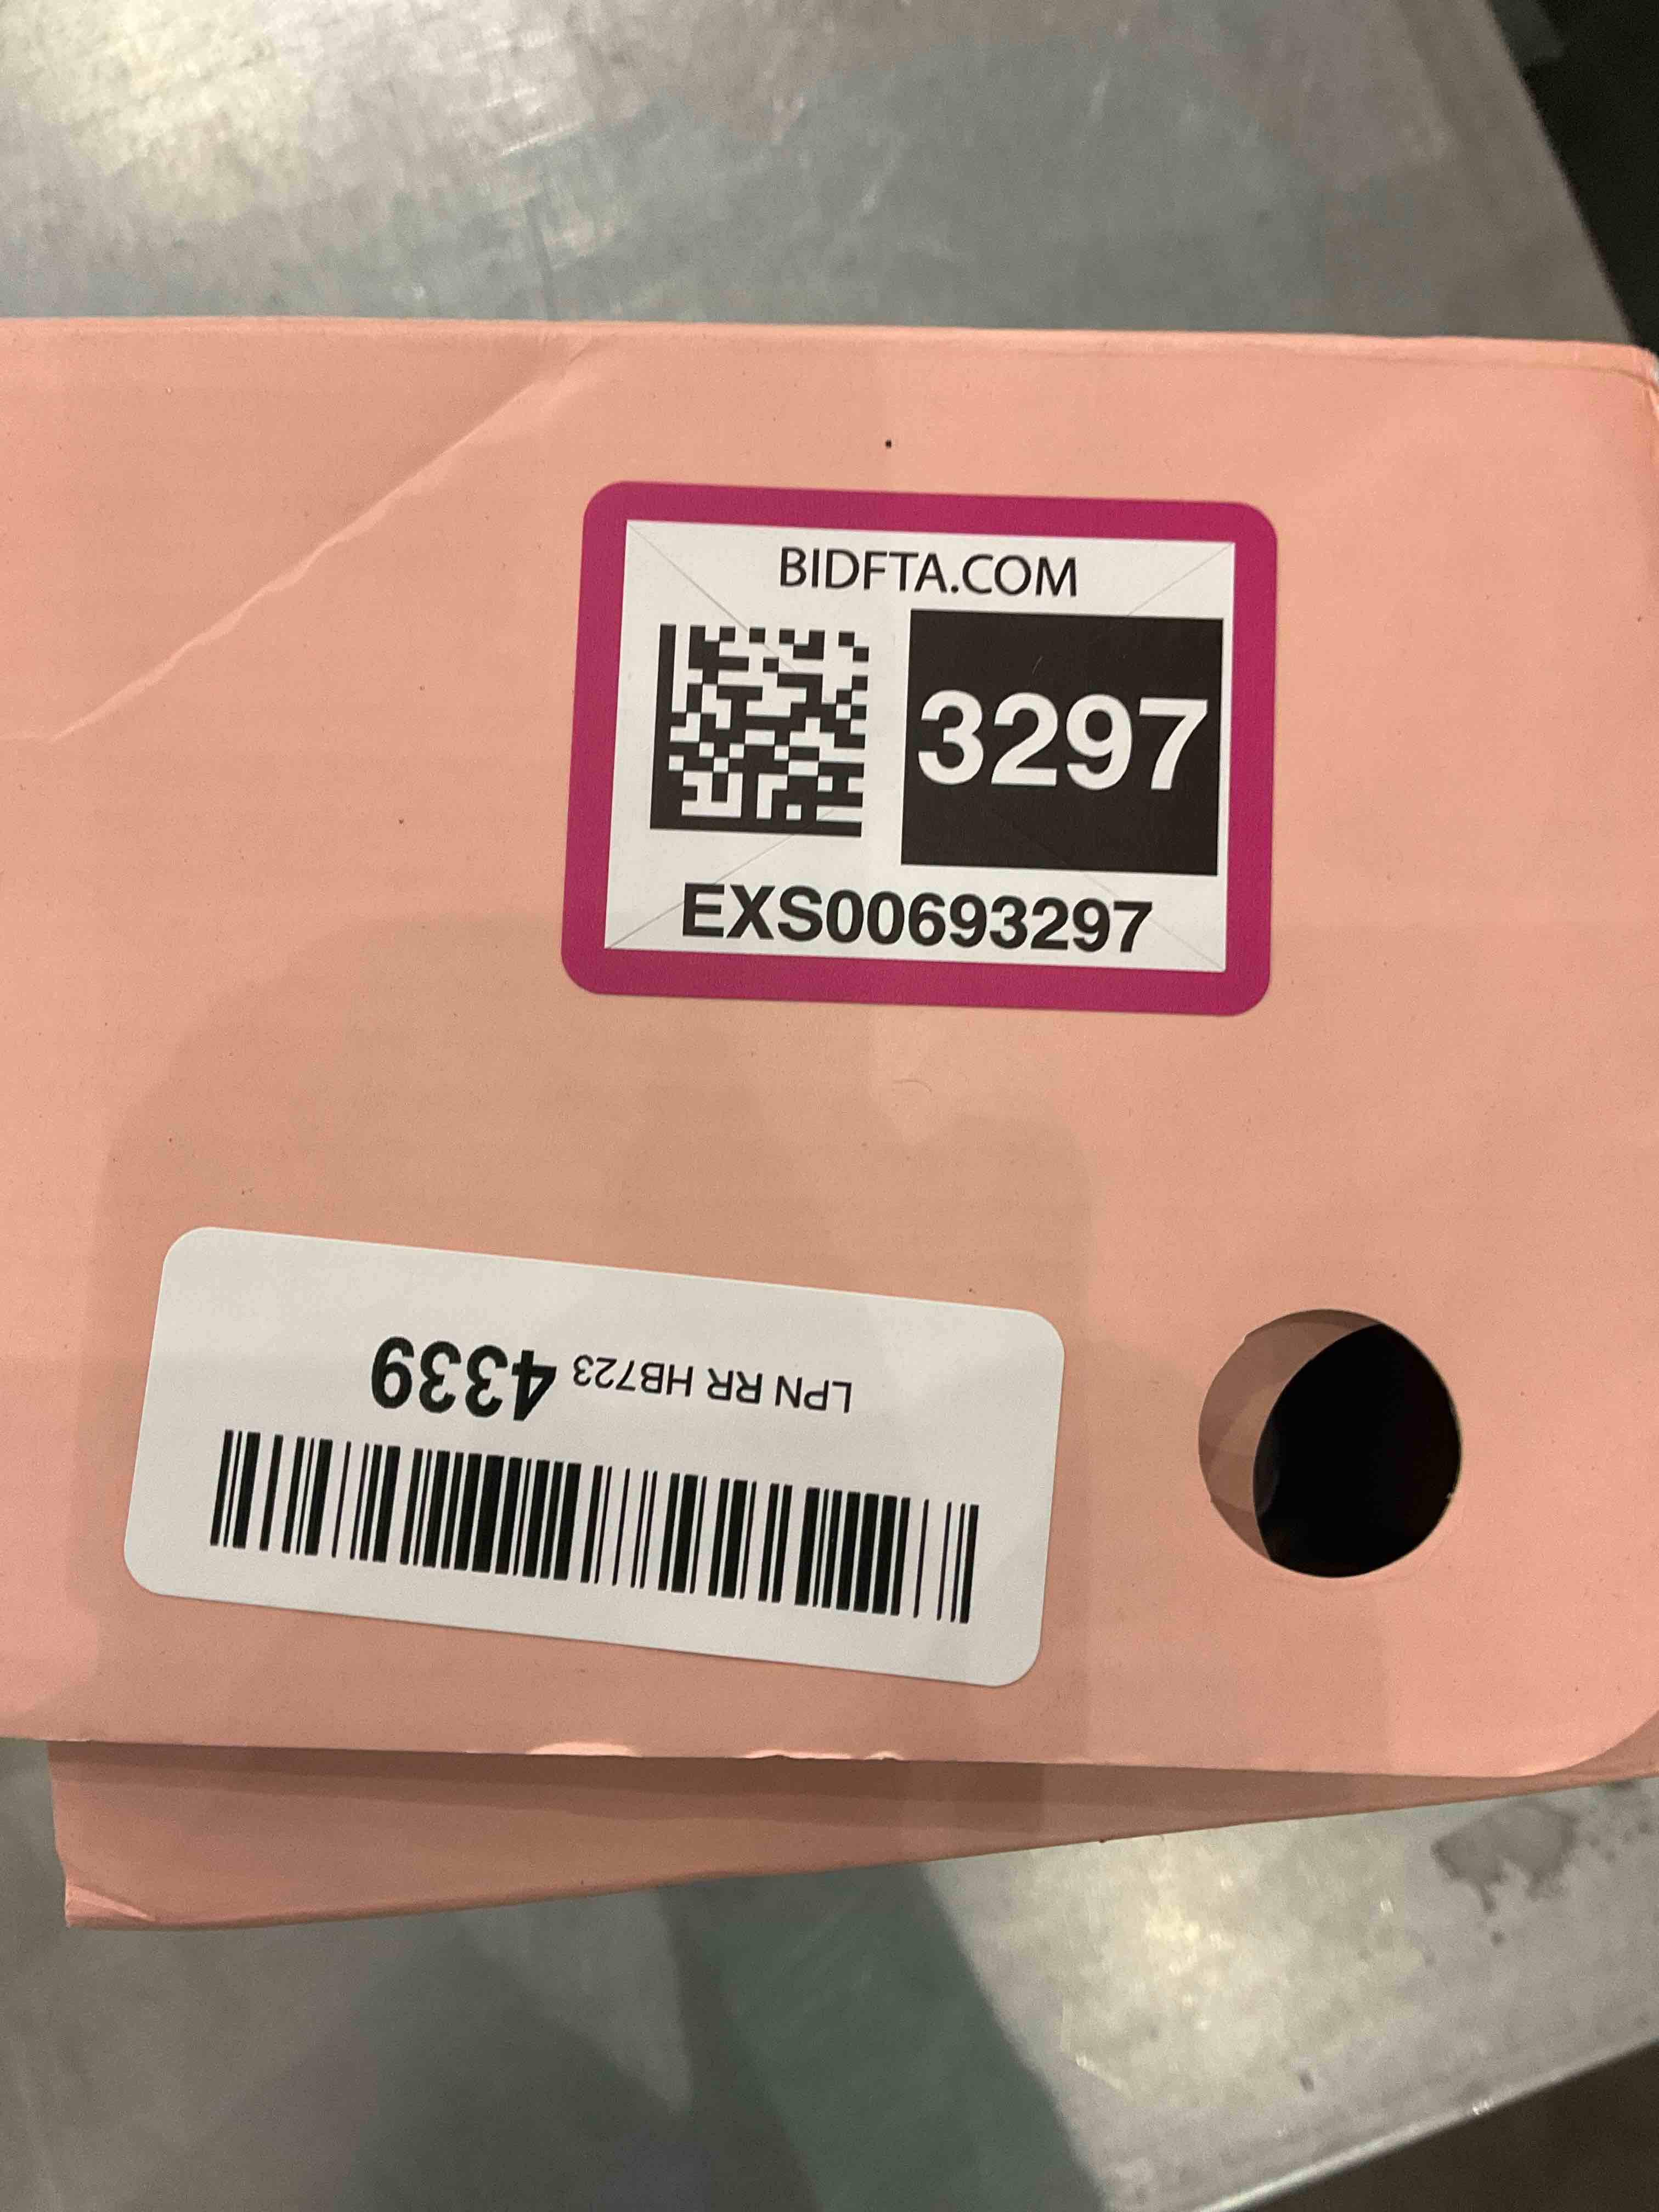 BIDFTA.COM
3297
EXS00693297
LPN RR HB723 4339